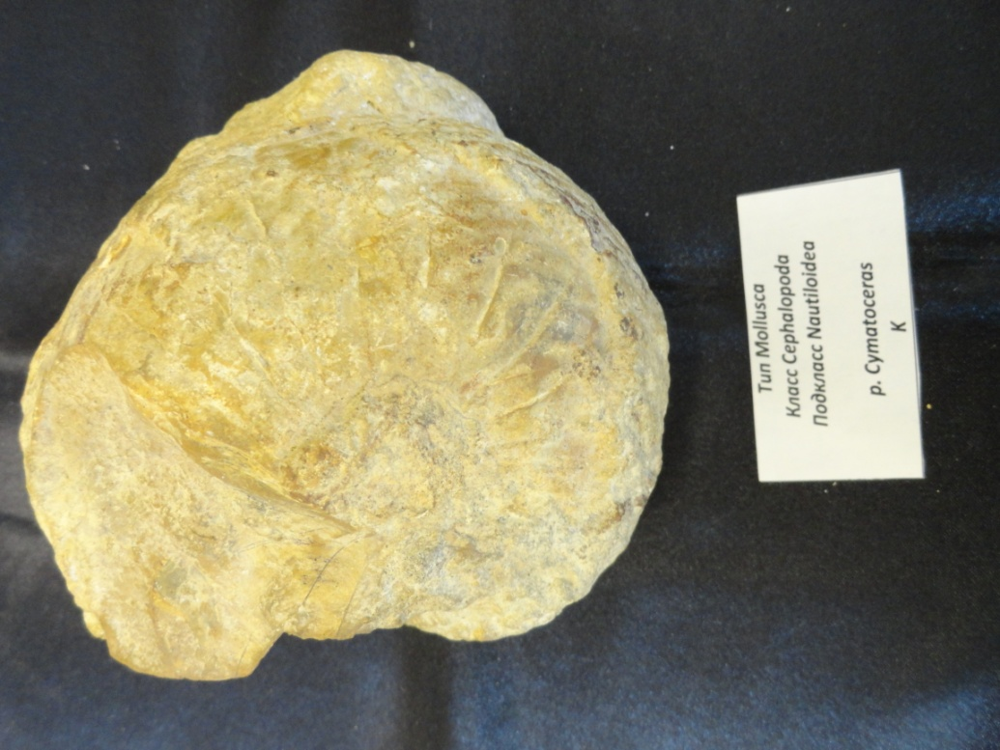 Тип Mollusca
Класс Cephalopoda
Подкласс Nautiloidea
р. Cymatoceras
K